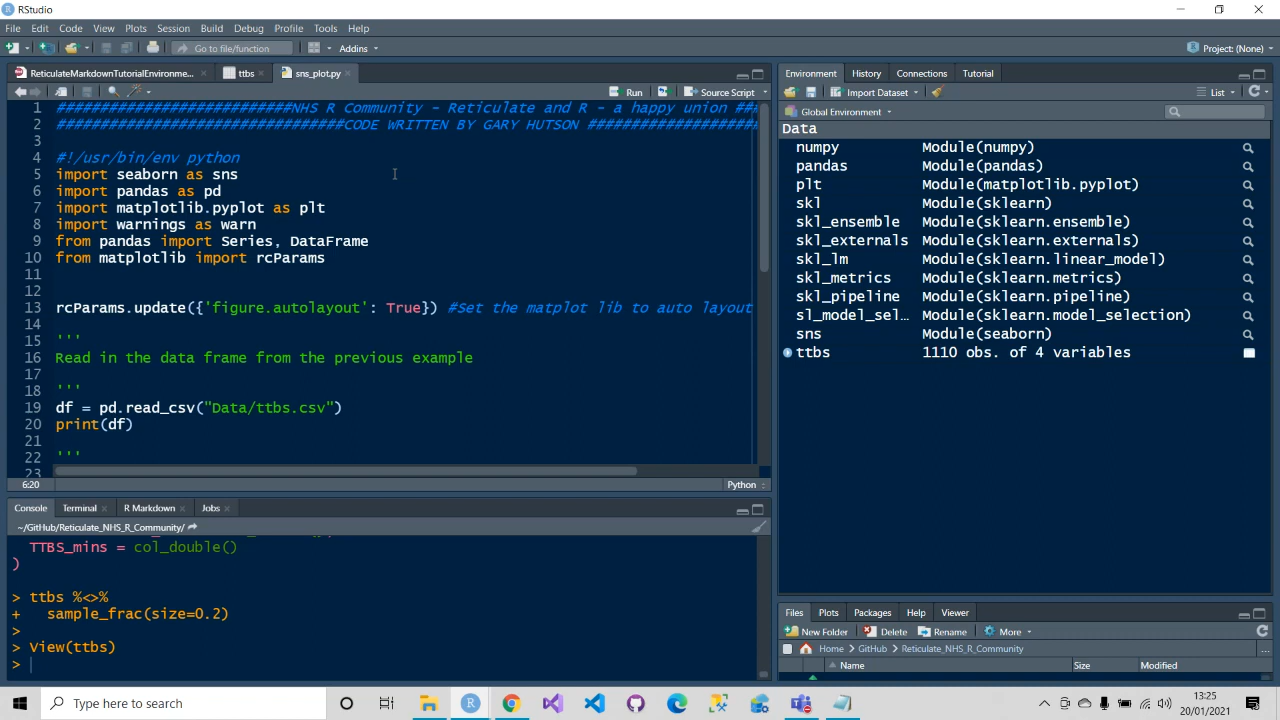 RStudio
File Edit Code View Plots Session Build Debug Profile Tools Help
Go to file/function Addins Project: (None)
ReticulateMarkdownTutorialEnvironme... ttbs sns_plot.py
Run Source Script
1 ###########################NHS R Community - Reticulate and R - a happy union ##
2 #################################CODE WRITTEN BY GARY HUTSON ####################
3
4 #!/usr/bin/env python
5 import seaborn as sns
6 import pandas as pd
7 import matplotlib.pyplot as plt
8 import warnings as warn
9 from pandas import Series, DataFrame
10 from matplotlib import rcParams
11
12
13 rcParams.update({'figure.autolayout': True}) #Set the matplot lib to auto layout
14
15 '''
16 Read in the data frame from the previous example
17
18 '''
19 df = pd.read_csv("Data/ttbs.csv")
20 print(df)
21
22 '''
23
6:20 Python
Console Terminal R Markdown Jobs
~/GitHub/Reticulate_NHS_R_Community/
TTBS_mins = col_double()
)
> ttbs %<>%
+ sample_frac(size=0.2)
>
> View(ttbs)
>
Environment History Connections Tutorial
Import Dataset List
Global Environment
Data
numpy Module(numpy)
pandas Module(pandas)
plt Module(matplotlib.pyplot)
skl Module(sklearn)
skl_ensemble Module(sklearn.ensemble)
skl_externals Module(sklearn.externals)
skl_lm Module(sklearn.linear_model)
skl_metrics Module(sklearn.metrics)
skl_pipeline Module(sklearn.pipeline)
sl_model_sel… Module(sklearn.model_selection)
sns Module(seaborn)
ttbs 1110 obs. of 4 variables
Files Plots Packages Help Viewer
New Folder Delete Rename More
Home GitHub Reticulate_NHS_R_Community ...
Name Size Modified
Type here to search
13:25
20/01/2021